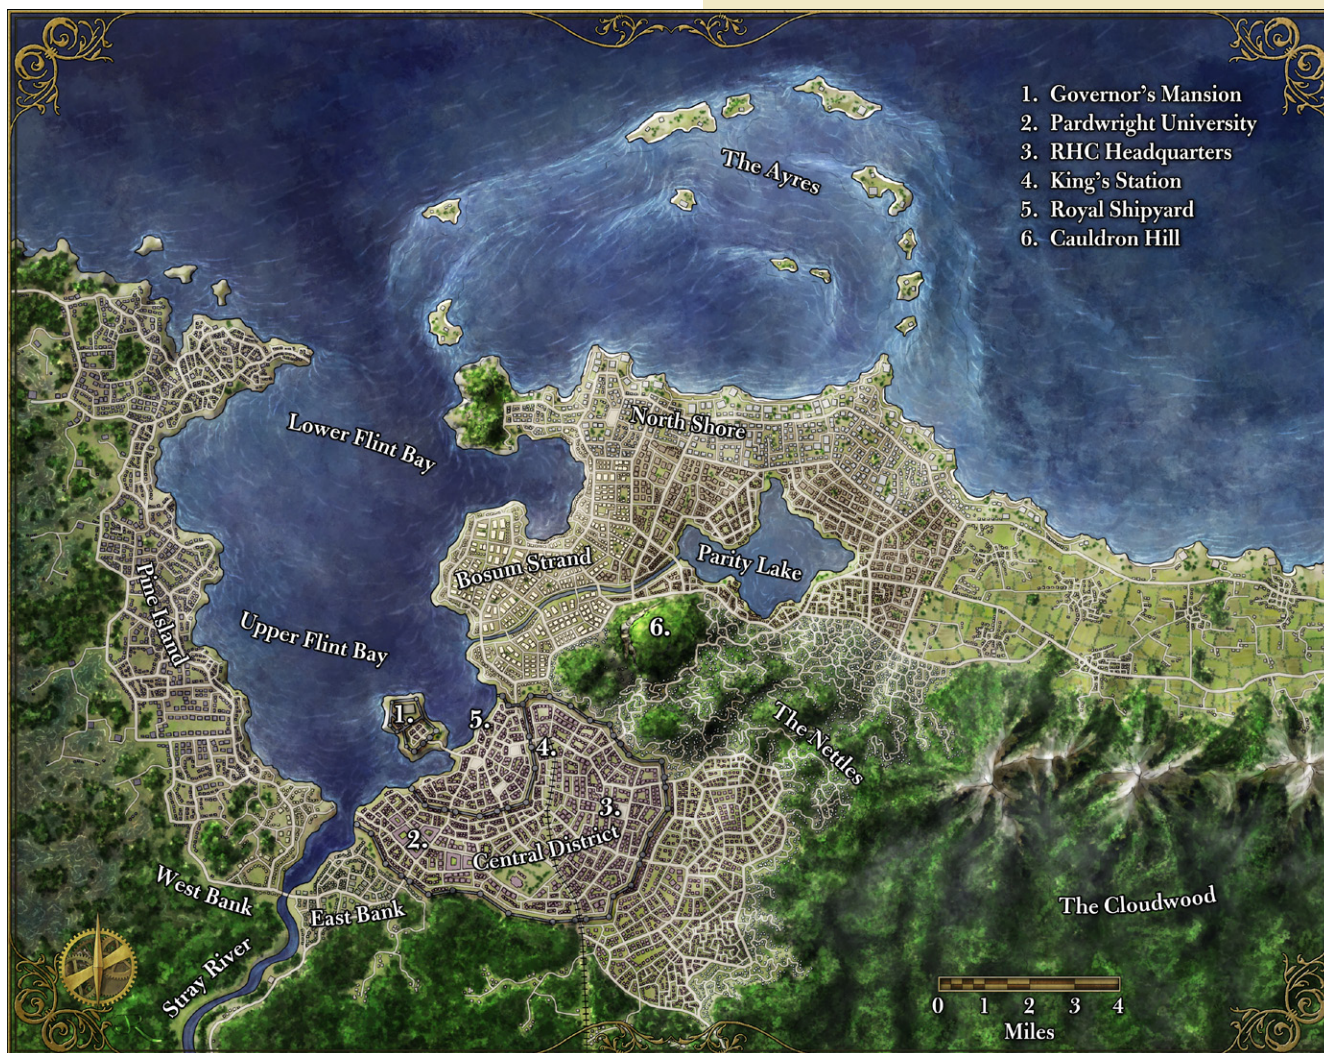 1. Governor's Mansion
2. Pardwright University
3. RHC Headquarters
4. King's Station
5. Royal Shipyard
6. Cauldron Hill
The Ayres
Lower Flint Bay
North Shore
Bosum Strand
Parity Lake
Pine Island
Upper Flint Bay
6.
1.
5.
4.
The Nettles
3.
2.
Central District
West Bank
East Bank
The Cloudwood
Stray River
0 1 2 3 4
Miles